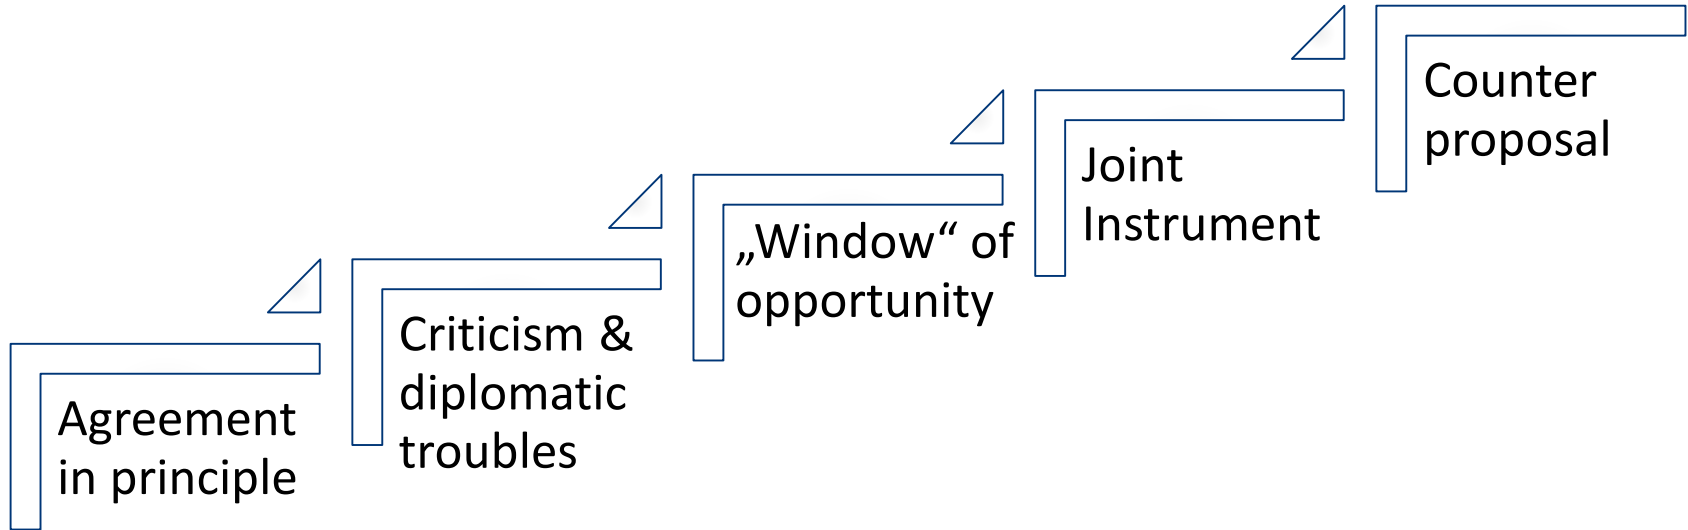 Agreement
in principle
Criticism &
diplomatic
troubles
„Window“ of
opportunity
Joint
Instrument
Counter
proposal